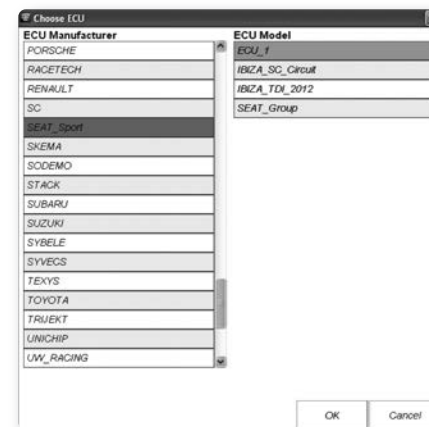 Choose ECU
ECU Manufacturer
PORSCHE
RACETECH
RENAULT
SC
SEAT_Sport
SKEMA
SODEMO
STACK
SUBARU
SUZUKI
SYBELE
SYVECS
TEXYS
TOYOTA
TRIJEKT
UNICHIP
UW_RACING
ECU Model
ECU_1
IBIZA_SC_Circuit
IBIZA_TDI_2012
SEAT_Group
OK Cancel